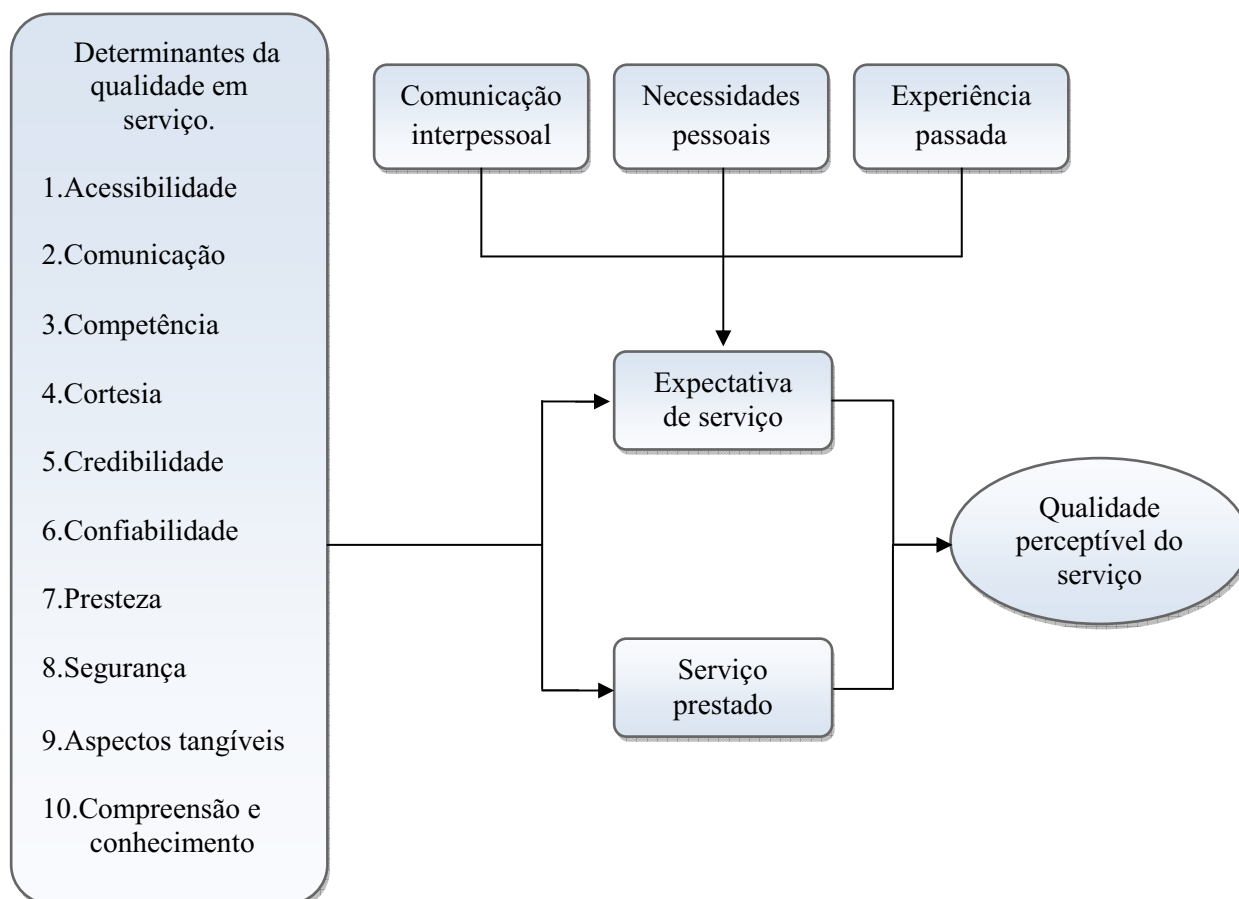 Determinantes da
qualidade em
serviço.
1.Acessibilidade
2.Comunicação
3.Competência
4.Cortesia
5.Credibilidade
6.Confiabilidade
7.Presteza
8.Segurança
9.Aspectos tangíveis
10.Compreensão e
conhecimento
Comunicação
interpessoal
Necessidades
pessoais
Experiência
passada
Expectativa
de serviço
Serviço
prestado
Qualidade
perceptível do
serviço